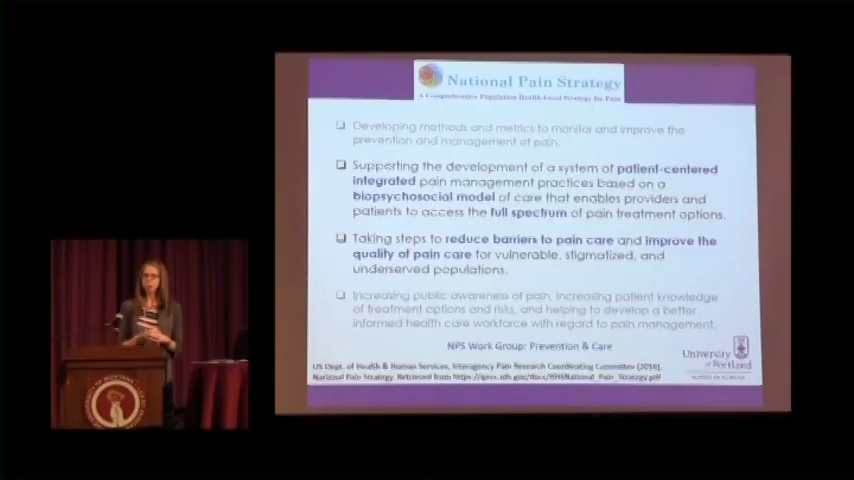 National Pain Strategy
A Comprehensive Population Health-Level Strategy for Pain
❑ Developing methods and metrics to monitor and improve the
prevention and management of pain.
❑ Supporting the development of a system of patient-centered
integrated pain management practices based on a
biopsychosocial model of care that enables providers and
patients to access the full spectrum of pain treatment options.
❑ Taking steps to reduce barriers to pain care and improve the
quality of pain care for vulnerable, stigmatized, and
underserved populations.
❑ Increasing public awareness of pain, increasing patient knowledge
of treatment options and risks, and helping to develop a better
informed health care workforce with regard to pain management.
NPS Work Group: Prevention & Care
University
of Portland
US Dept. of Health & Human Services, Interagency Pain Research Coordinating Committee (2016).
National Pain Strategy. Retrieved from